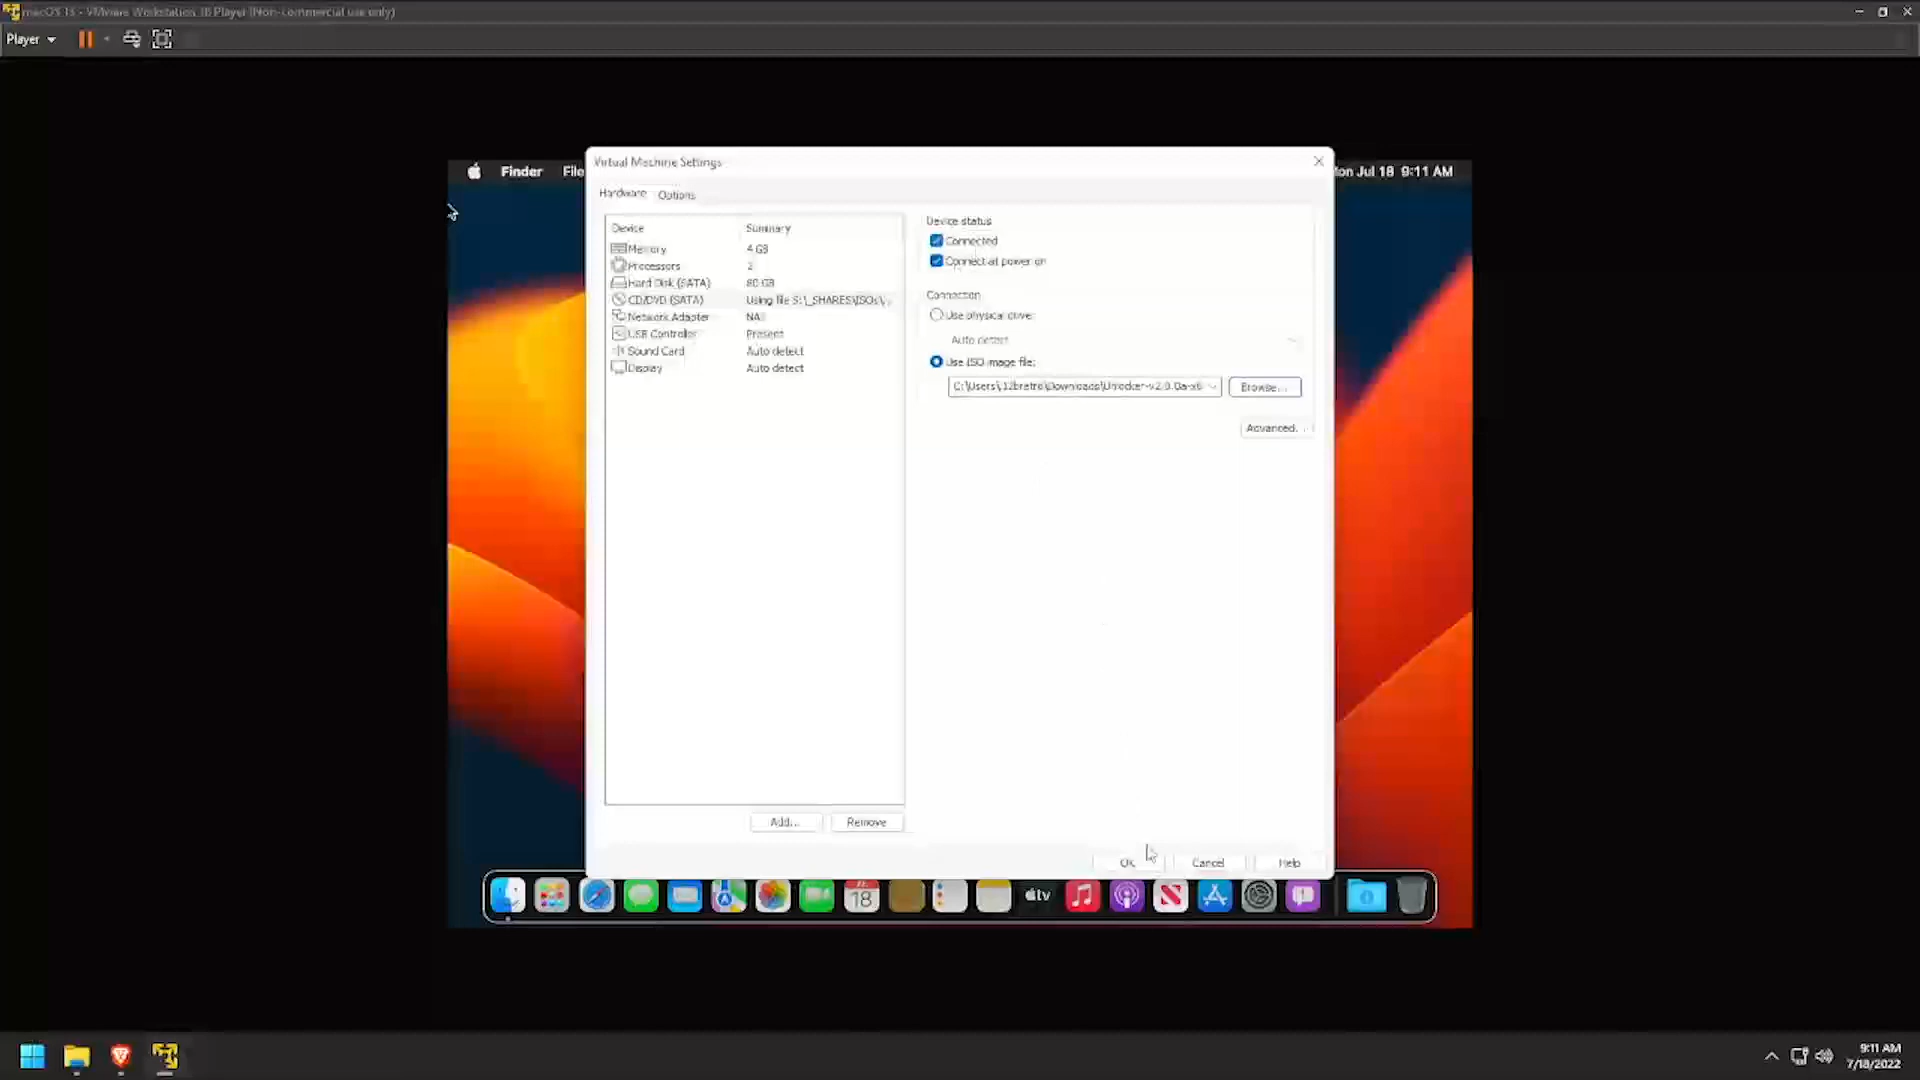 macOS 13 - VMware Workstation 16 Player (Non-commercial use only)
Player
Finder File
Mon Jul 18 9:11 AM
Virtual Machine Settings
Hardware Options
Device Summary
Memory 4 GB
Processors 2
Hard Disk (SATA) 80 GB
CD/DVD (SATA) Using file S:\_SHARES\ISOs\...
Network Adapter NAT
USB Controller Present
Sound Card Auto detect
Display Auto detect
Add... Remove
Device status
Connected
Connect at power on
Connection
Use physical drive:
Auto detect
Use ISO image file:
C:\Users\12bretro\Downloads\Unlocker-v2.0.0a-x6
Browse...
Advanced...
OK Cancel Help
JUL
18
tv
9:11 AM
7/18/2022